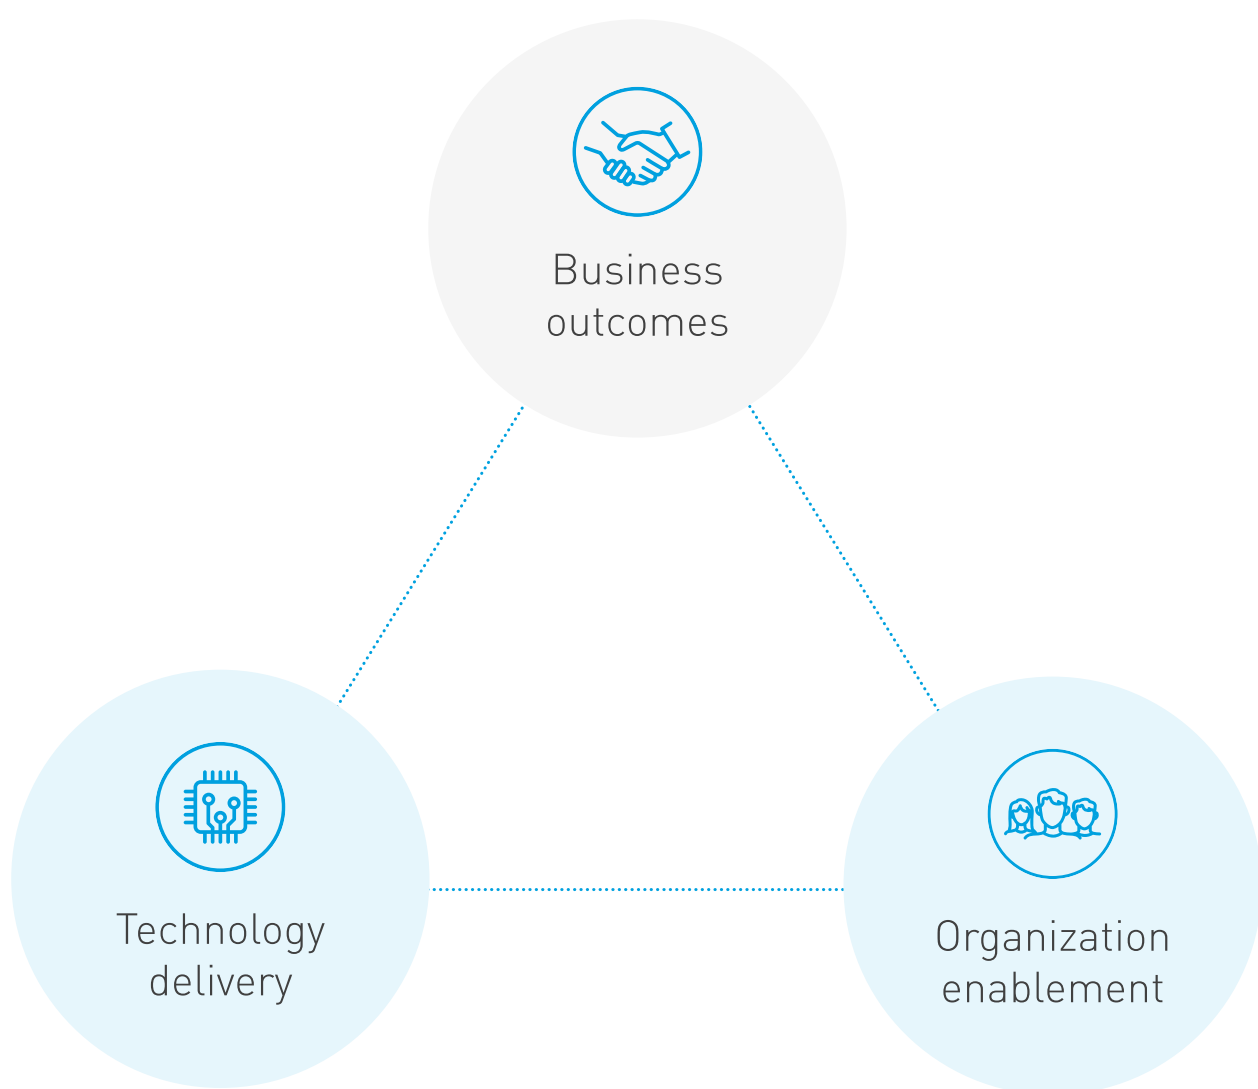 Business
outcomes
Technology
delivery
Organization
enablement